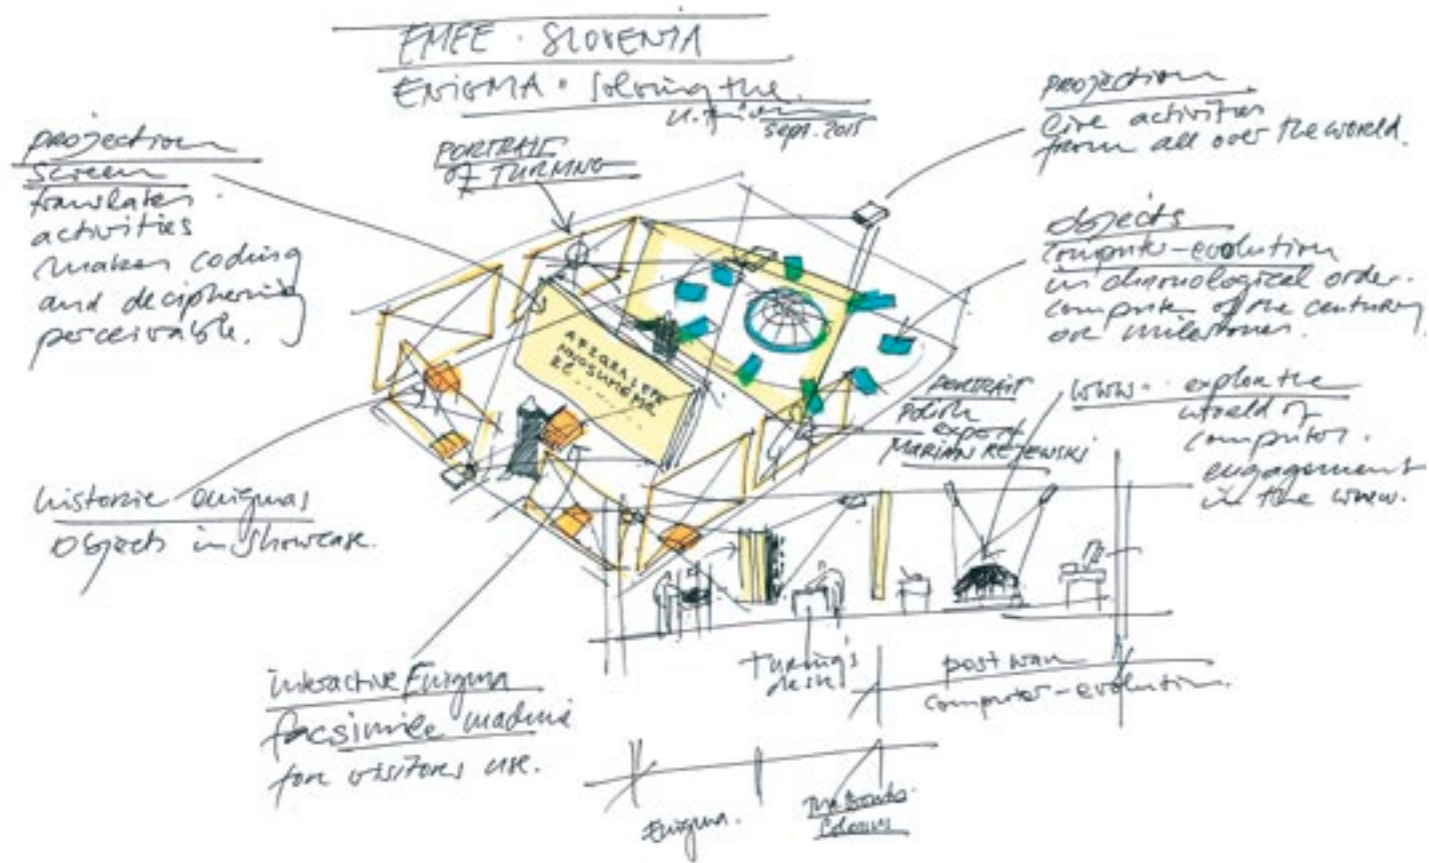 EMEE · SLOVENIA
ENIGMA · Solving the.
sept. 2015
projection
screen
translates
activities
makes coding
and deciphering
perceivable.
PORTRAIT
of TURING
projection
live activities
from all over the world.
objects
computer-evolution
in chronological order.
computer of the century
or milestones.
PORTRAIT
Polish
expert
MARIAN REJEWSKI
www. explore the
world of
computer.
engagement
in the www.
historic enigmas
objects in showcase.
interactive Enigma
facsimile machine
for visitors use.
Turing's
desk
post war
computer-evolution.
Enigma.